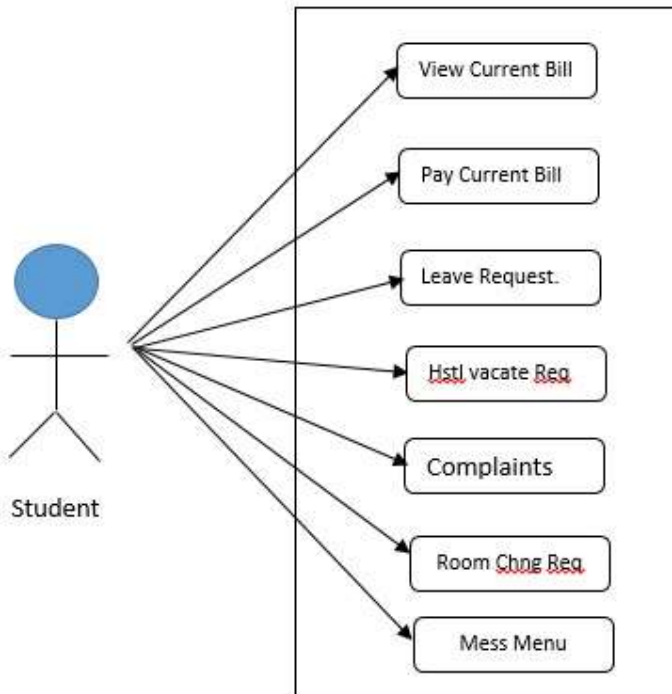 View Current Bill
Pay Current Bill
Leave Request.
Hstl vacate Req
Complaints
Student
Room Chng Req
Mess Menu